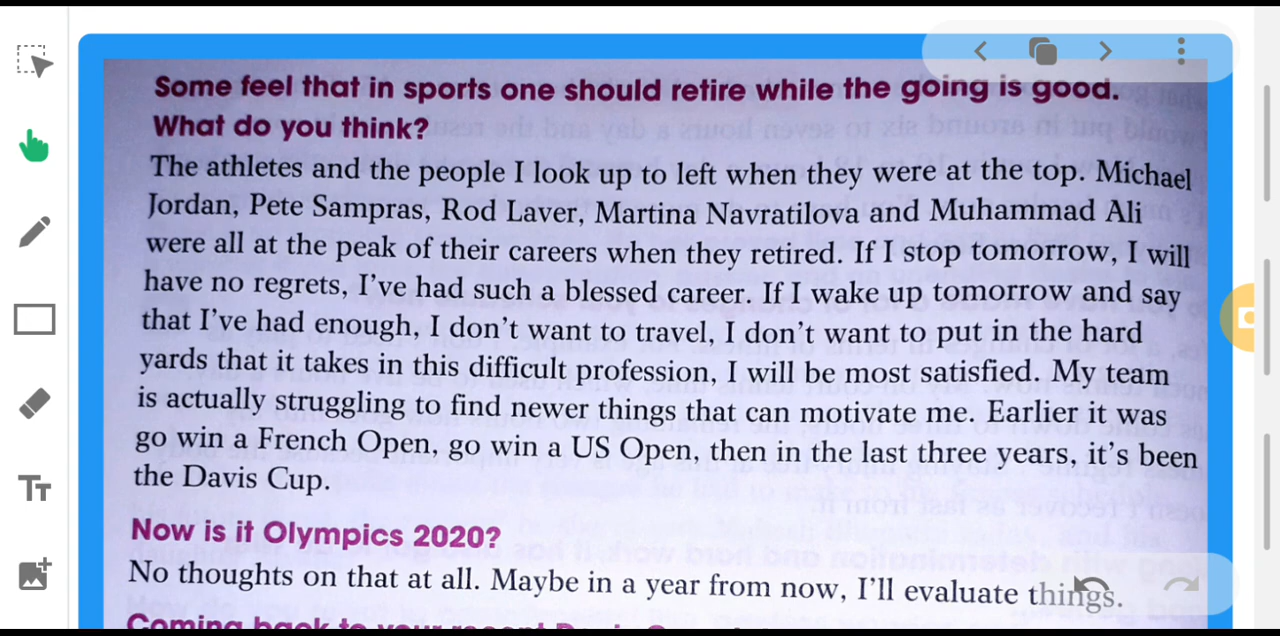 Some feel that in sports one should retire while the going is good.
What do you think?
The athletes and the people I look up to left when they were at the top. Michael
Jordan, Pete Sampras, Rod Laver, Martina Navratilova and Muhammad Ali
were all at the peak of their careers when they retired. If I stop tomorrow, I will
have no regrets, I've had such a blessed career. If I wake up tomorrow and say
that I've had enough, I don't want to travel, I don't want to put in the hard
yards that it takes in this difficult profession, I will be most satisfied. My team
is actually struggling to find newer things that can motivate me. Earlier it was
go win a French Open, go win a US Open, then in the last three years, it's been
the Davis Cup.
Now is it Olympics 2020?
No thoughts on that at all. Maybe in a year from now, I'll evaluate things.
Coming back to your recent Davis
TT